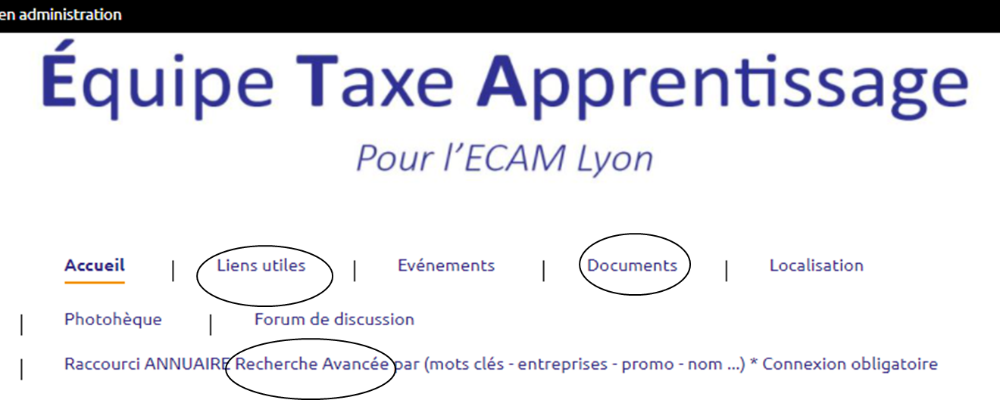 en administration
Équipe Taxe Apprentissage
Pour l'ECAM Lyon
Accueil | Liens utiles | Evénements | Documents | Localisation
| Photohèque | Forum de discussion
| Raccourci ANNUAIRE Recherche Avancée par (mots clés - entreprises - promo - nom ...) * Connexion obligatoire